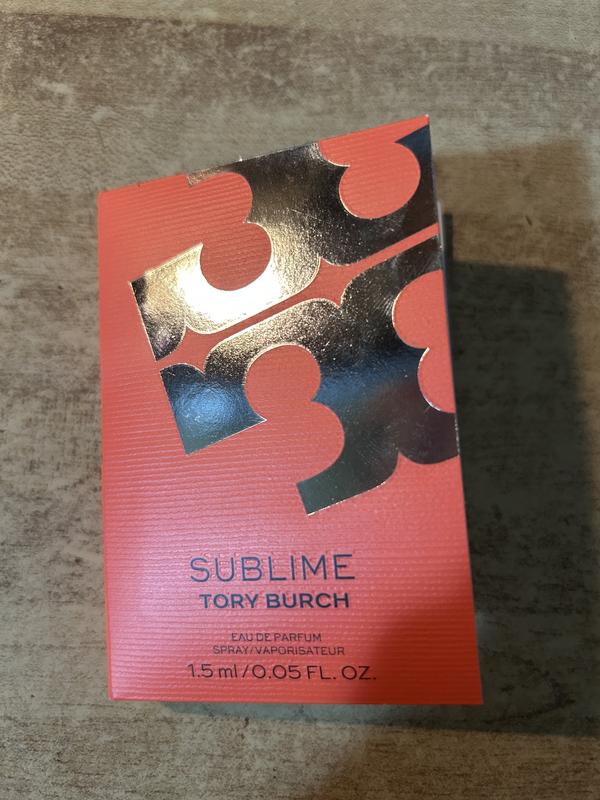 SUBLIME
TORY BURCH
EAU DE PARFUM
SPRAY/VAPORISATEUR
1.5 ml/0.05 FL. OZ.